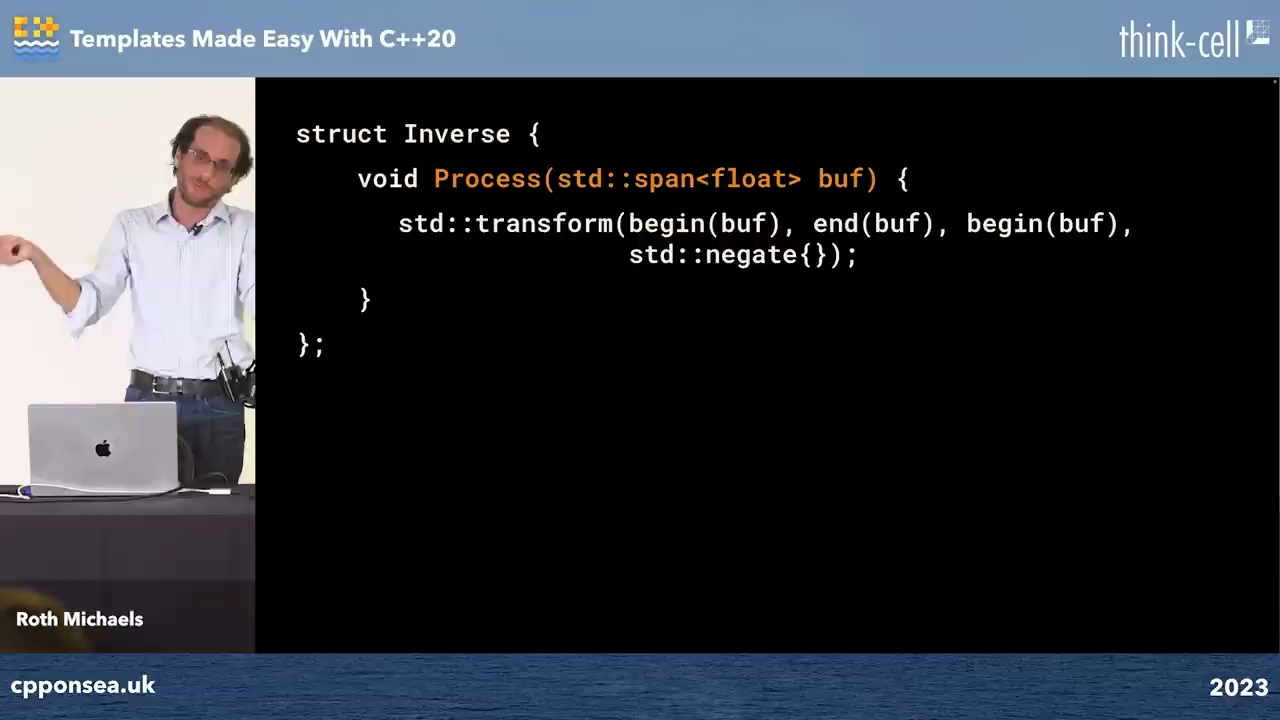 C++
Templates Made Easy With C++20
think-cell
struct Inverse {
void Process(std::span<float> buf) {
std::transform(begin(buf), end(buf), begin(buf),
std::negate{});
}
};
Roth Michaels
cpponsea.uk
2023